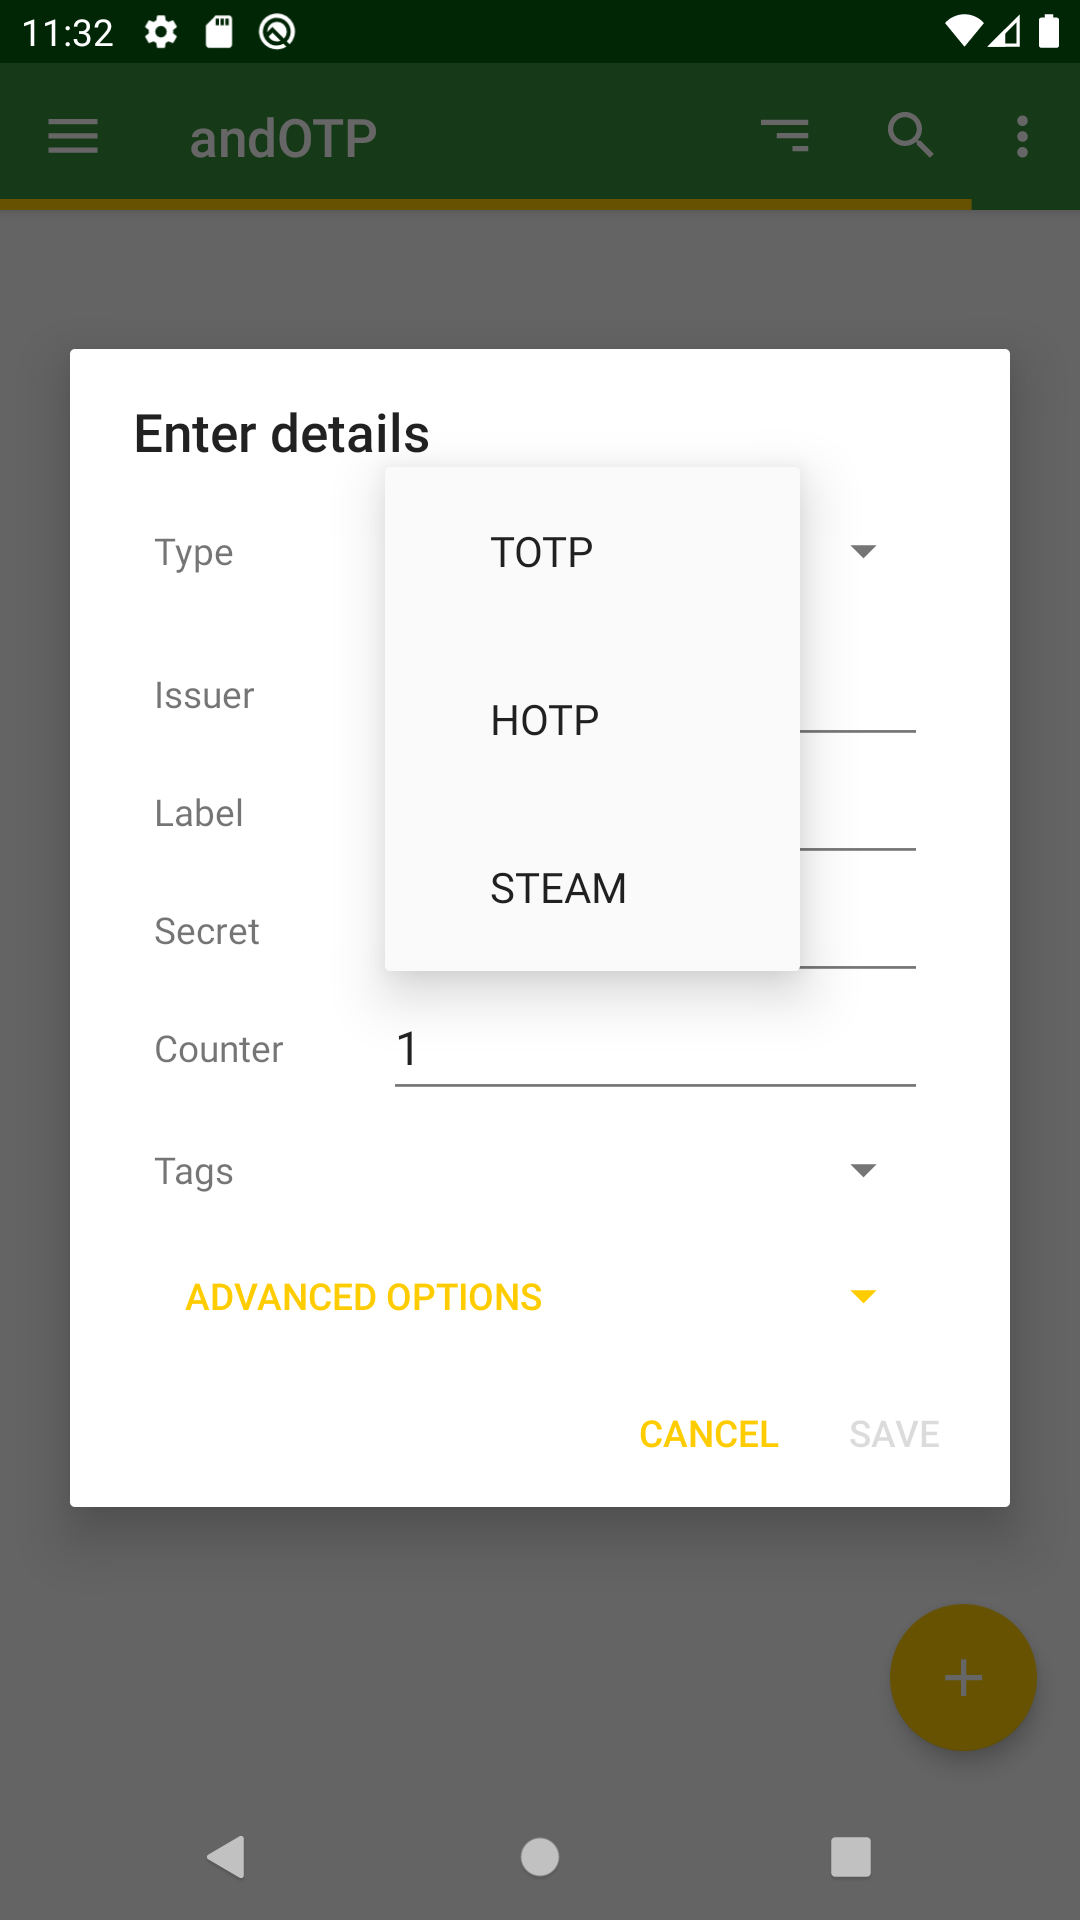 11:32
andOTP
Enter details
Type
TOTP
Issuer
HOTP
Label
STEAM
Secret
Counter
1
Tags
ADVANCED OPTIONS
CANCEL
SAVE